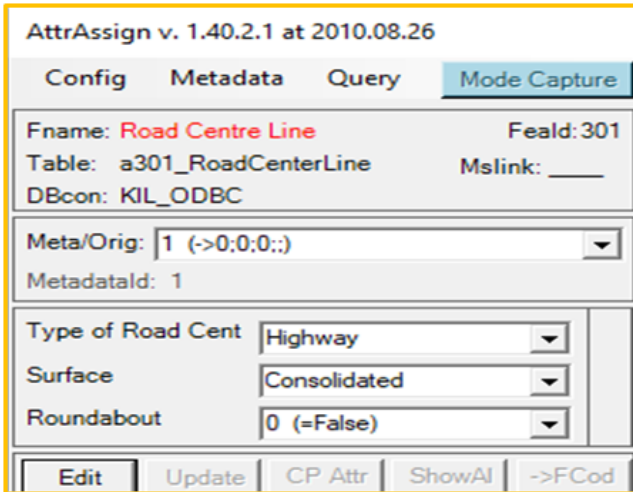 AttrAssign v. 1.40.2.1 at 2010.08.26
Config Metadata Query Mode Capture
Fname: Road Centre Line FeaId: 301
Table: a301_RoadCenterLine Mslink: ____
DBcon: KIL_ODBC
Meta/Orig: 1 (->0;0;0;;)
MetadataId: 1
Type of Road Cent Highway
Surface Consolidated
Roundabout 0 (=False)
Edit Update CP Attr ShowAl ->FCod